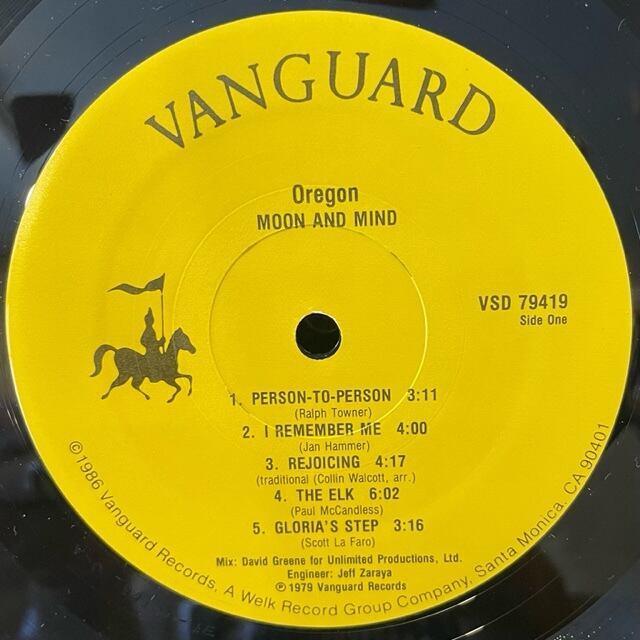 VANGUARD
Oregon
MOON AND MIND
VSD 79419
Side One
1. PERSON-TO-PERSON 3:11
(Ralph Towner)
2. I REMEMBER ME 4:00
(Jan Hammer)
3. REJOICING 4:17
traditional (Collin Walcott, arr.)
4. THE ELK 6:02
(Paul McCandless)
5. GLORIA'S STEP 3:16
(Scott La Faro)
Mix: David Greene for Unlimited Productions, Ltd.
Engineer: Jeff Zaraya
℗ 1979 Vanguard Records
©1986 Vanguard Records, A Welk Record Group Company, Santa Monica, CA 90401